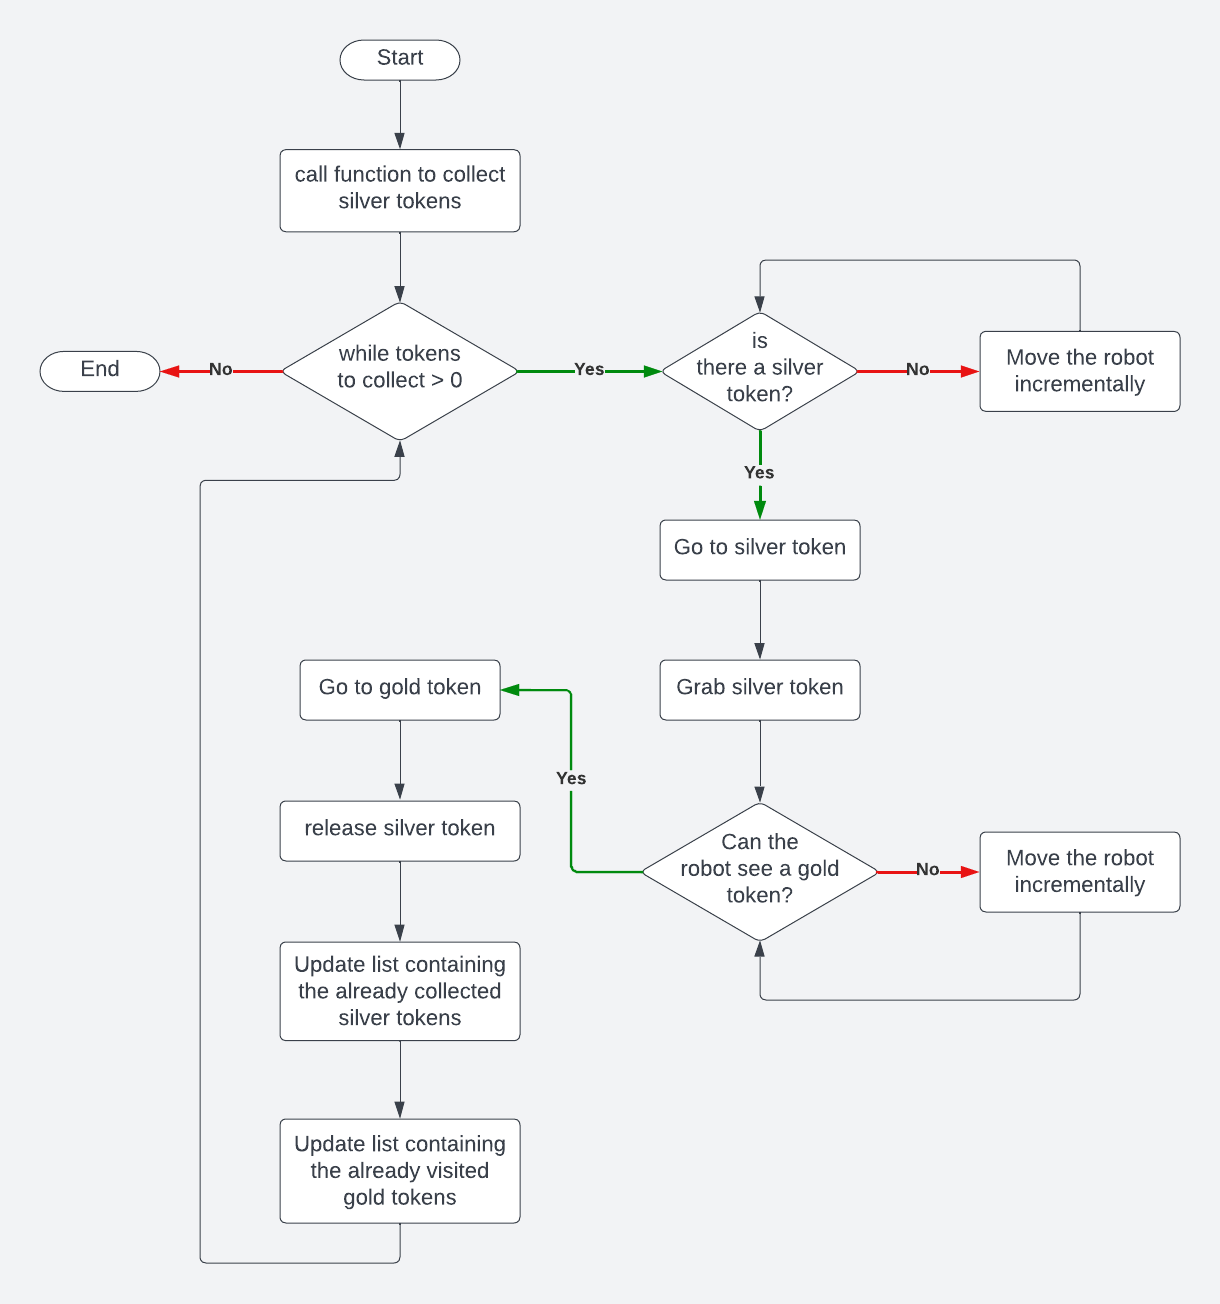 Start
call function to collect
silver tokens
while tokens
to collect > 0
No
End
Yes
is
there a silver
token?
No
Move the robot
incrementally
Yes
Go to silver token
Grab silver token
Can the
robot see a gold
token?
No
Move the robot
incrementally
Yes
Go to gold token
release silver token
Update list containing
the already collected
silver tokens
Update list containing
the already visited
gold tokens